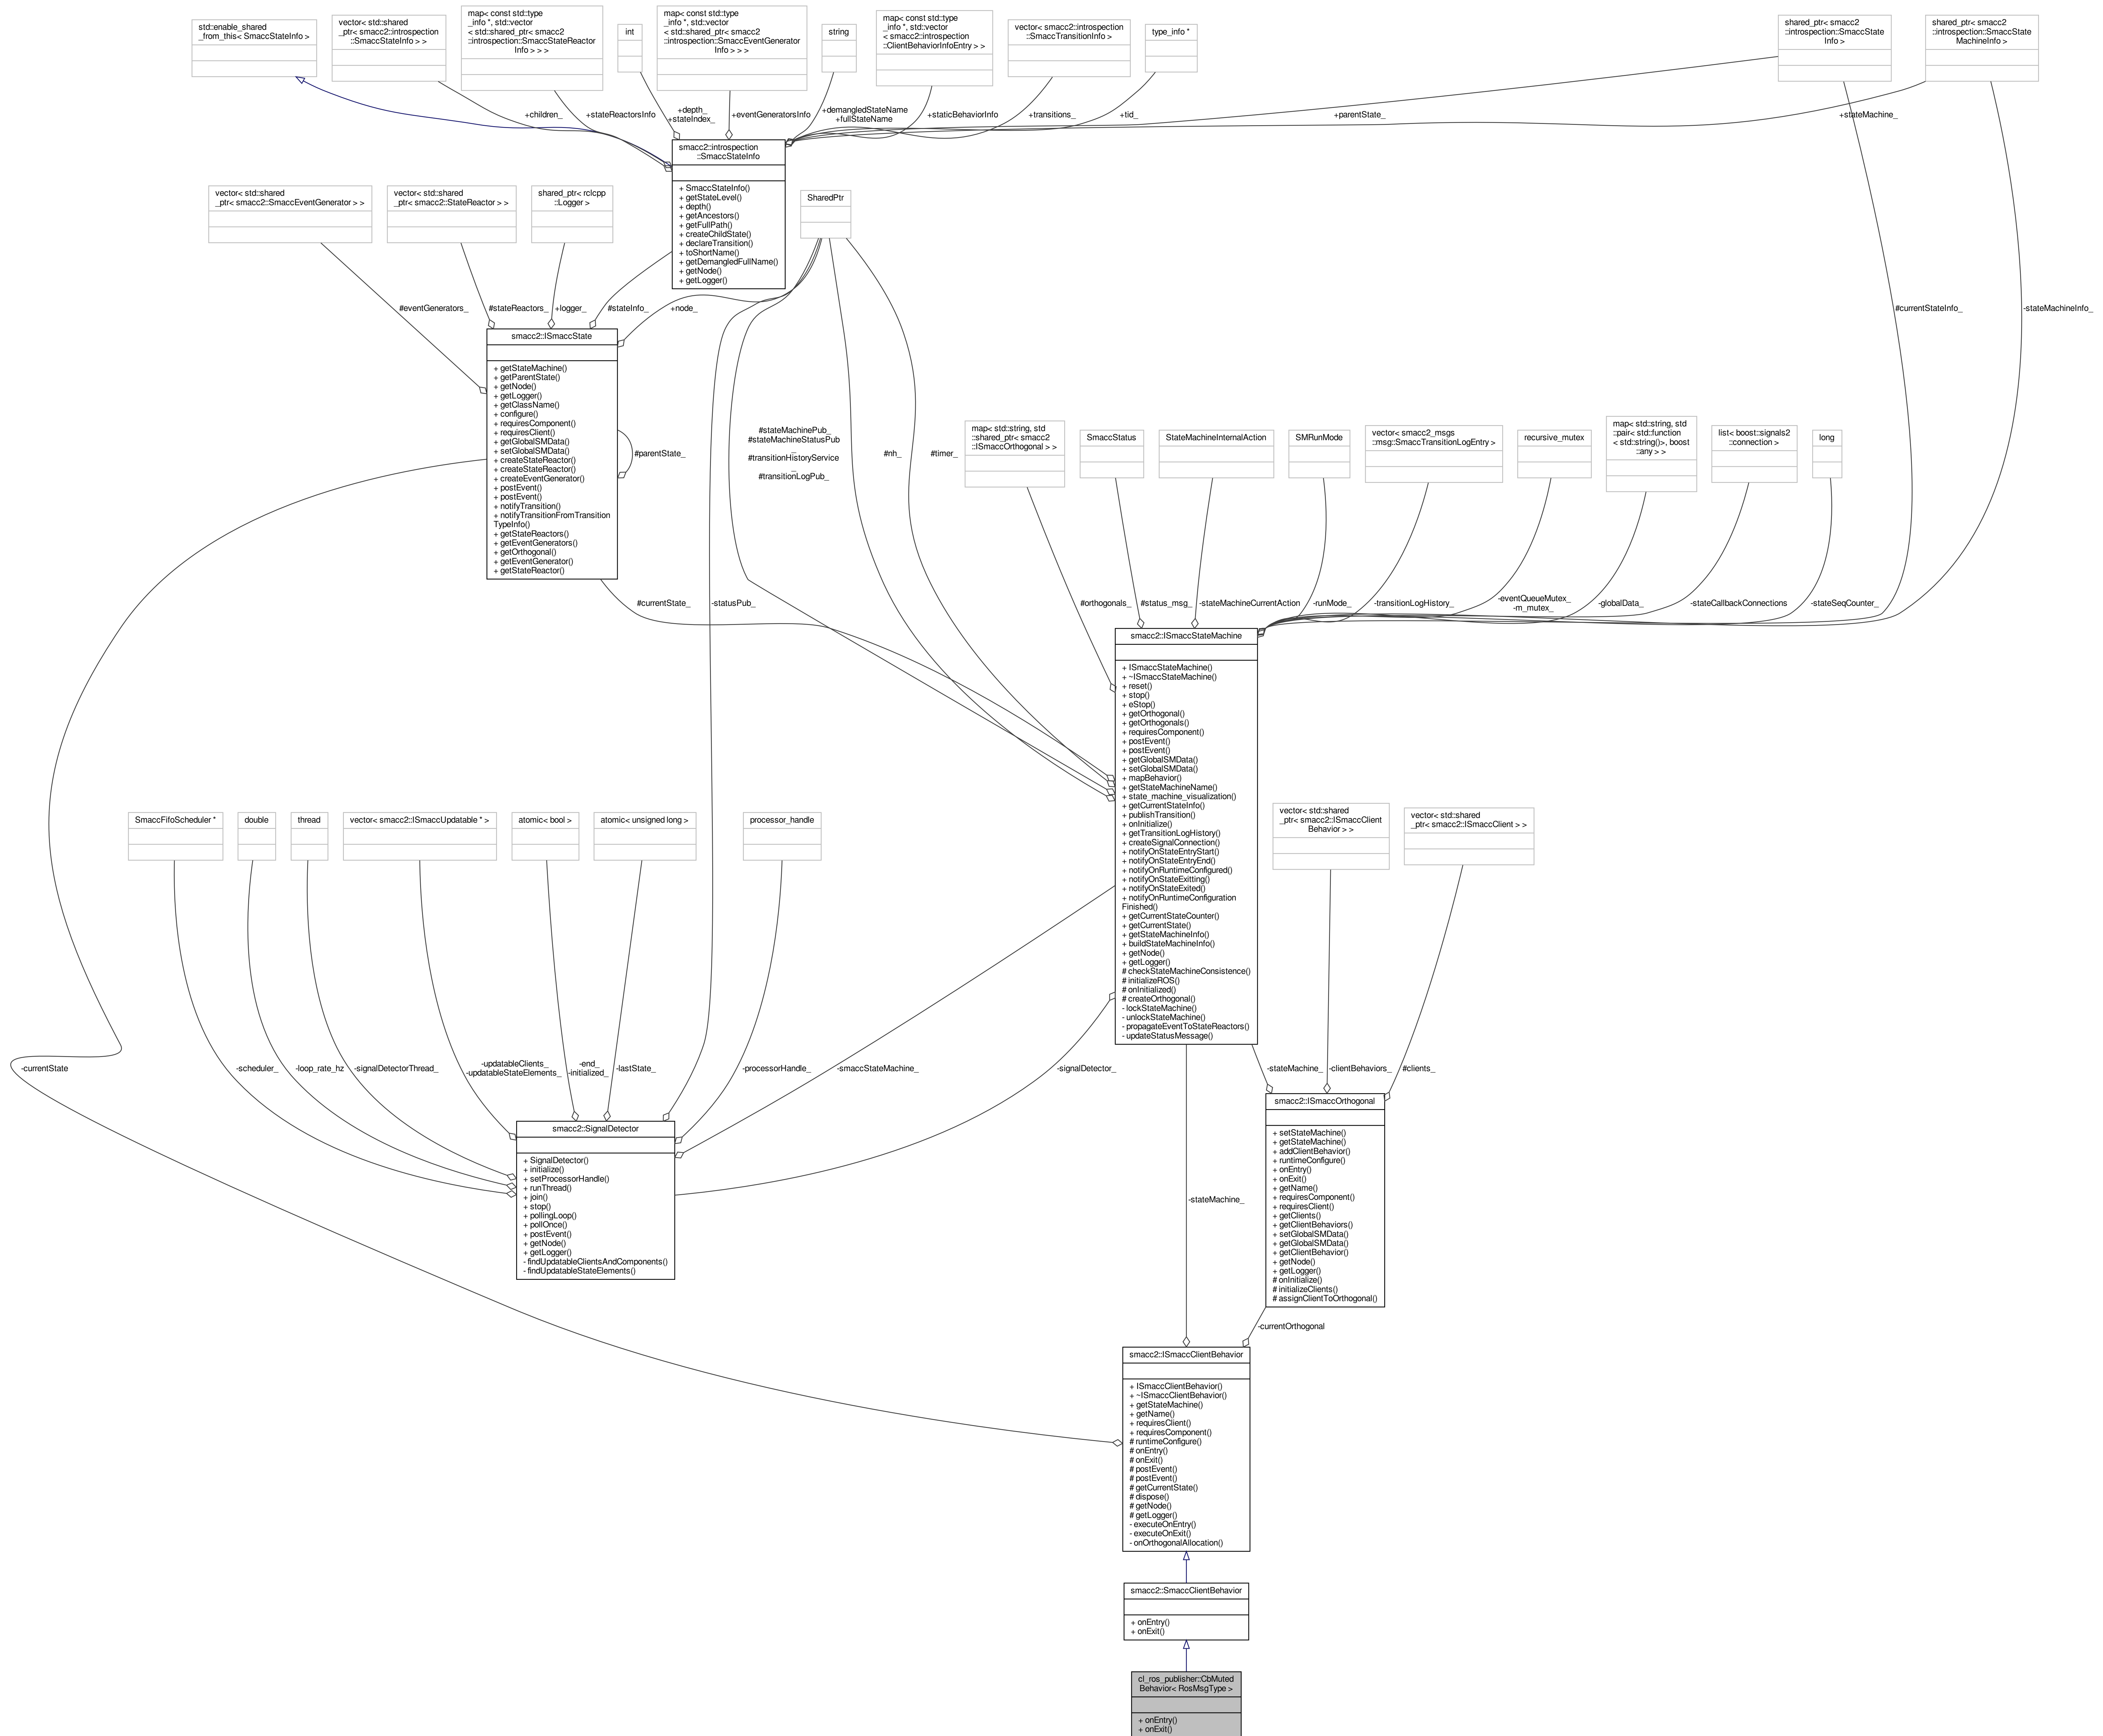 std::enable_shared
_from_this< SmaccStateInfo >
vector< std::shared
_ptr< smacc2::introspection
::SmaccStateInfo > >
map< const std::type
_info *, std::vector
< std::shared_ptr< smacc2
::introspection::SmaccStateReactor
Info > > >
int
map< const std::type
_info *, std::vector
< std::shared_ptr< smacc2
::introspection::SmaccEventGenerator
Info > > >
string
map< const std::type
_info *, std::vector
< smacc2::introspection
::ClientBehaviorInfoEntry > >
vector< smacc2::introspection
::SmaccTransitionInfo >
type_info *
shared_ptr< smacc2
::introspection::SmaccState
Info >
shared_ptr< smacc2
::introspection::SmaccState
MachineInfo >
+children_
+stateReactorsInfo
+depth_
+stateIndex_
+eventGeneratorsInfo
+demangledStateName
+fullStateName
+staticBehaviorInfo
+transitions_
+tid_
+parentState_
+stateMachine_
smacc2::introspection
::SmaccStateInfo
+ SmaccStateInfo()
+ getStateLevel()
+ depth()
+ getAncestors()
+ getFullPath()
+ createChildState()
+ declareTransition()
+ toShortName()
+ getDemangledFullName()
+ getNode()
+ getLogger()
vector< std::shared
_ptr< smacc2::SmaccEventGenerator > >
vector< std::shared
_ptr< smacc2::StateReactor > >
shared_ptr< rclcpp
::Logger >
SharedPtr
#eventGenerators_
#stateReactors_
+logger_
#stateInfo_
+node_
#currentStateInfo_
-stateMachineInfo_
smacc2::ISmaccState
+ getStateMachine()
+ getParentState()
+ getNode()
+ getLogger()
+ getClassName()
+ configure()
+ requiresComponent()
+ requiresClient()
+ getGlobalSMData()
+ setGlobalSMData()
+ createStateReactor()
+ createStateReactor()
+ createEventGenerator()
+ postEvent()
+ postEvent()
+ notifyTransition()
+ notifyTransitionFromTransition
TypeInfo()
+ getStateReactors()
+ getEventGenerators()
+ getOrthogonal()
+ getEventGenerator()
+ getStateReactor()
#parentState_
#stateMachinePub_
#stateMachineStatusPub
_
#transitionHistoryService
_
#transitionLogPub_
#nh_
#timer_
map< std::string, std
::shared_ptr< smacc2
::ISmaccOrthogonal > >
SmaccStatus
StateMachineInternalAction
SMRunMode
vector< smacc2_msgs
::msg::SmaccTransitionLogEntry >
recursive_mutex
map< std::string, std
::pair< std::function
< std::string()>, boost
::any > >
list< boost::signals2
::connection >
long
#currentState_
-statusPub_
#orthogonals_
#status_msg_
-stateMachineCurrentAction
-runMode_
-transitionLogHistory_
-eventQueueMutex_
-m_mutex_
-globalData_
-stateCallbackConnections
-stateSeqCounter_
smacc2::ISmaccStateMachine
+ ISmaccStateMachine()
+ ~ISmaccStateMachine()
+ reset()
+ stop()
+ eStop()
+ getOrthogonal()
+ getOrthogonals()
+ requiresComponent()
+ postEvent()
+ postEvent()
+ getGlobalSMData()
+ setGlobalSMData()
+ mapBehavior()
+ getStateMachineName()
+ state_machine_visualization()
+ getCurrentStateInfo()
+ publishTransition()
+ onInitialize()
+ getTransitionLogHistory()
+ createSignalConnection()
+ notifyOnStateEntryStart()
+ notifyOnStateEntryEnd()
+ notifyOnRuntimeConfigured()
+ notifyOnStateExitting()
+ notifyOnStateExited()
+ notifyOnRuntimeConfiguration
Finished()
+ getCurrentStateCounter()
+ getCurrentState()
+ getStateMachineInfo()
+ buildStateMachineInfo()
+ getNode()
+ getLogger()
# checkStateMachineConsistence()
# initializeROS()
# onInitialized()
# createOrthogonal()
- lockStateMachine()
- unlockStateMachine()
- propagateEventToStateReactors()
- updateStatusMessage()
SmaccFifoScheduler *
double
thread
vector< smacc2::ISmaccUpdatable * >
atomic< bool >
atomic< unsigned long >
processor_handle
vector< std::shared
_ptr< smacc2::ISmaccClient
Behavior > >
vector< std::shared
_ptr< smacc2::ISmaccClient > >
-currentState
-scheduler_
-loop_rate_hz
-signalDetectorThread_
-updatableClients_
-updatableStateElements_
-end_
-initialized_
-lastState_
-processorHandle_
-smaccStateMachine_
-signalDetector_
-stateMachine_
-clientBehaviors_
#clients_
smacc2::SignalDetector
+ SignalDetector()
+ initialize()
+ setProcessorHandle()
+ runThread()
+ join()
+ stop()
+ pollingLoop()
+ pollOnce()
+ postEvent()
+ getNode()
+ getLogger()
- findUpdatableClientsAndComponents()
- findUpdatableStateElements()
smacc2::ISmaccOrthogonal
+ setStateMachine()
+ getStateMachine()
+ addClientBehavior()
+ runtimeConfigure()
+ onEntry()
+ onExit()
+ getName()
+ requiresComponent()
+ requiresClient()
+ getClients()
+ getClientBehaviors()
+ setGlobalSMData()
+ getGlobalSMData()
+ getClientBehavior()
+ getNode()
+ getLogger()
# onInitialize()
# initializeClients()
# assignClientToOrthogonal()
-stateMachine_
-currentOrthogonal
smacc2::ISmaccClientBehavior
+ ISmaccClientBehavior()
+ ~ISmaccClientBehavior()
+ getStateMachine()
+ getName()
+ requiresClient()
+ requiresComponent()
# runtimeConfigure()
# onEntry()
# onExit()
# postEvent()
# postEvent()
# getCurrentState()
# dispose()
# getNode()
# getLogger()
- executeOnEntry()
- executeOnExit()
- onOrthogonalAllocation()
smacc2::SmaccClientBehavior
+ onEntry()
+ onExit()
cl_ros_publisher::CbMuted
Behavior< RosMsgType >
+ onEntry()
+ onExit()